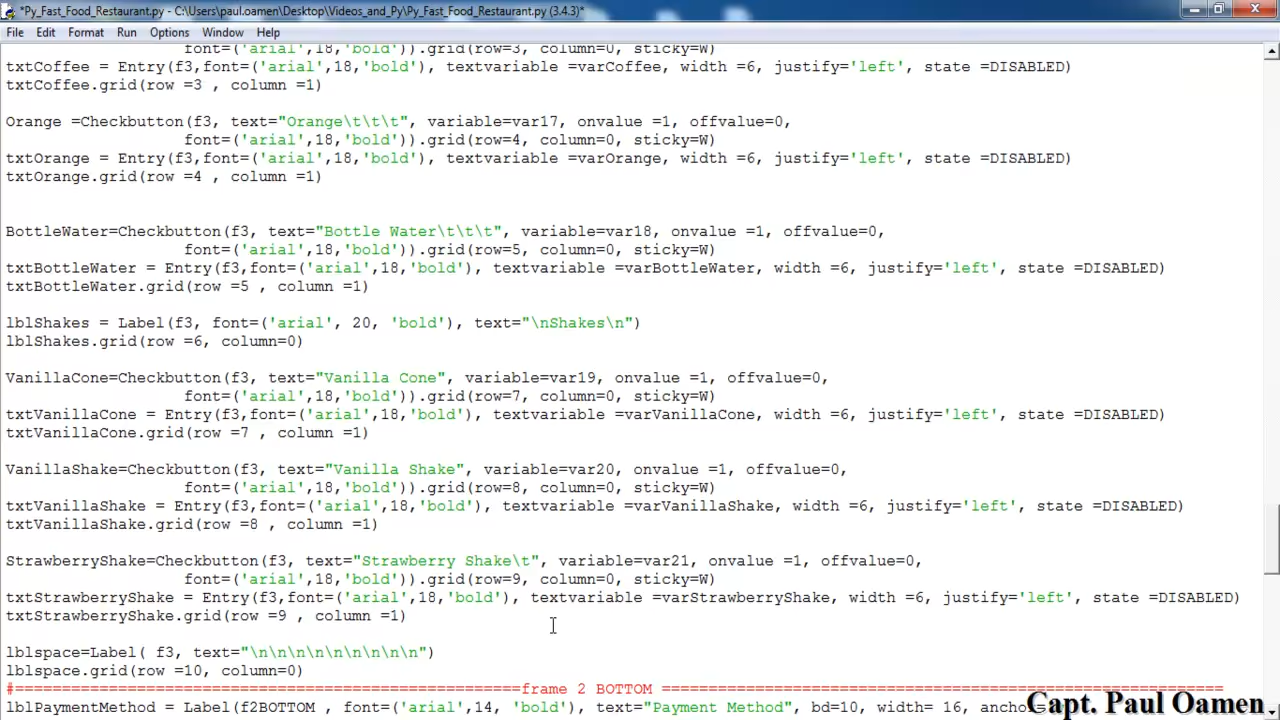 *Py_Fast_Food_Restaurant.py - C:\Users\paul.oamen\Desktop\Videos_and_Py\Py_Fast_Food_Restaurant.py (3.4.3)*
File Edit Format Run Options Window Help
font=('arial',18,'bold')).grid(row=3, column=0, sticky=W)
txtCoffee = Entry(f3,font=('arial',18,'bold'), textvariable =varCoffee, width =6, justify='left', state =DISABLED)
txtCoffee.grid(row =3 , column =1)
Orange =Checkbutton(f3, text="Orange\t\t\t", variable=var17, onvalue =1, offvalue=0,
font=('arial',18,'bold')).grid(row=4, column=0, sticky=W)
txtOrange = Entry(f3,font=('arial',18,'bold'), textvariable =varOrange, width =6, justify='left', state =DISABLED)
txtOrange.grid(row =4 , column =1)
BottleWater=Checkbutton(f3, text="Bottle Water\t\t\t", variable=var18, onvalue =1, offvalue=0,
font=('arial',18,'bold')).grid(row=5, column=0, sticky=W)
txtBottleWater = Entry(f3,font=('arial',18,'bold'), textvariable =varBottleWater, width =6, justify='left', state =DISABLED)
txtBottleWater.grid(row =5 , column =1)
lblShakes = Label(f3, font=('arial', 20, 'bold'), text="\nShakes\n")
lblShakes.grid(row =6, column=0)
VanillaCone=Checkbutton(f3, text="Vanilla Cone", variable=var19, onvalue =1, offvalue=0,
font=('arial',18,'bold')).grid(row=7, column=0, sticky=W)
txtVanillaCone = Entry(f3,font=('arial',18,'bold'), textvariable =varVanillaCone, width =6, justify='left', state =DISABLED)
txtVanillaCone.grid(row =7 , column =1)
VanillaShake=Checkbutton(f3, text="Vanilla Shake", variable=var20, onvalue =1, offvalue=0,
font=('arial',18,'bold')).grid(row=8, column=0, sticky=W)
txtVanillaShake = Entry(f3,font=('arial',18,'bold'), textvariable =varVanillaShake, width =6, justify='left', state =DISABLED)
txtVanillaShake.grid(row =8 , column =1)
StrawberryShake=Checkbutton(f3, text="Strawberry Shake\t", variable=var21, onvalue =1, offvalue=0,
font=('arial',18,'bold')).grid(row=9, column=0, sticky=W)
txtStrawberryShake = Entry(f3,font=('arial',18,'bold'), textvariable =varStrawberryShake, width =6, justify='left', state =DISABLED)
txtStrawberryShake.grid(row =9 , column =1)
lblspace=Label( f3, text="\n\n\n\n\n\n\n\n\n")
lblspace.grid(row =10, column=0)
#======================================================frame 2 BOTTOM ============================================================
lblPaymentMethod = Label(f2BOTTOM , font=('arial',14, 'bold'), text="Payment Method", bd=10, width= 16, ancho
Capt. Paul Oamen